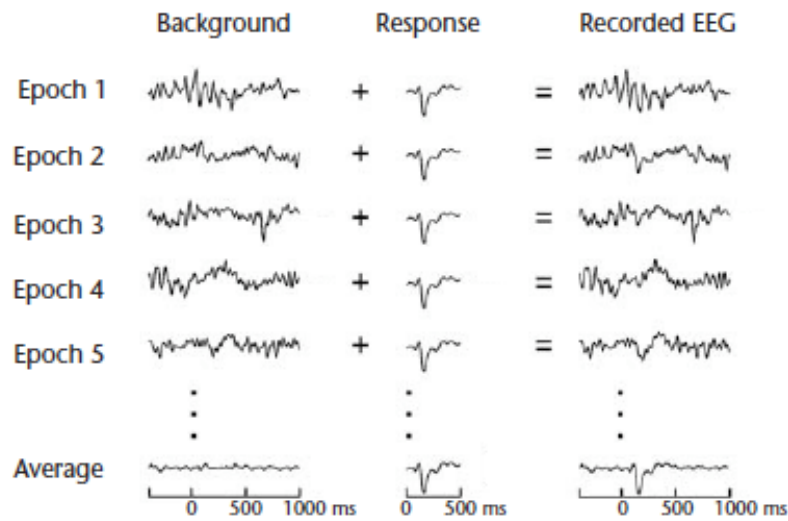 Background Response Recorded EEG
Epoch 1 + =
Epoch 2 + =
Epoch 3 + =
Epoch 4 + =
Epoch 5 + =
Average
0 500 1000 ms 0 500 ms 0 500 1000 ms